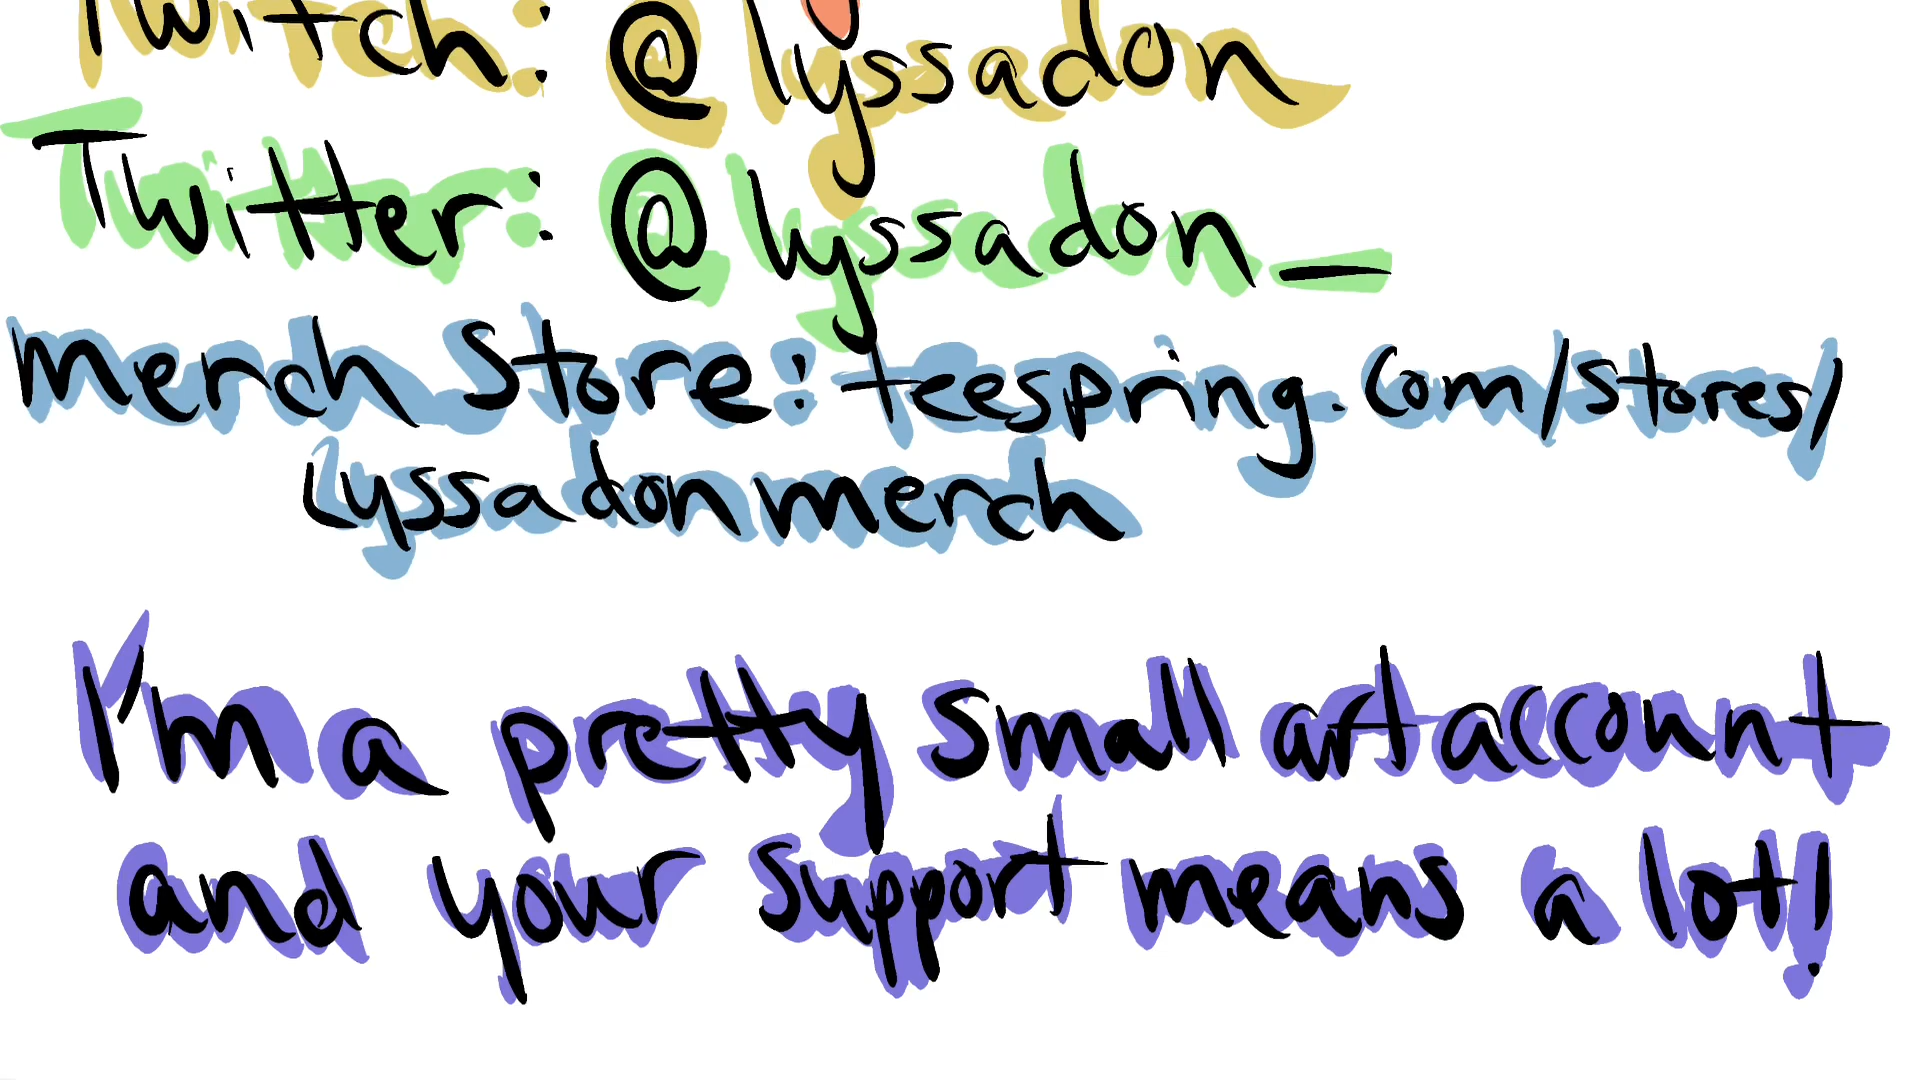 Twitch: @lyssadon
Twitter: @lyssadon_
merch Store: teespring.com/stores/
lyssadonmerch
I'm a pretty small art account
and your support means a lot!